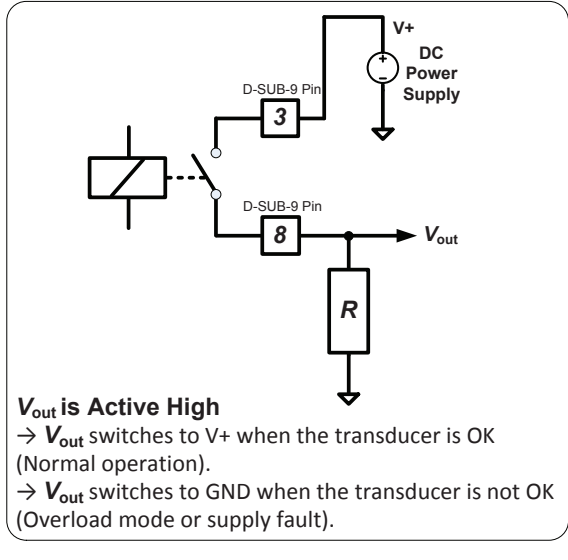 V+
DC
Power
Supply
+
–
D-SUB-9 Pin
3
D-SUB-9 Pin
8
Vout
R
Vout is Active High
→ Vout switches to V+ when the transducer is OK
(Normal operation).
→ Vout switches to GND when the transducer is not OK
(Overload mode or supply fault).